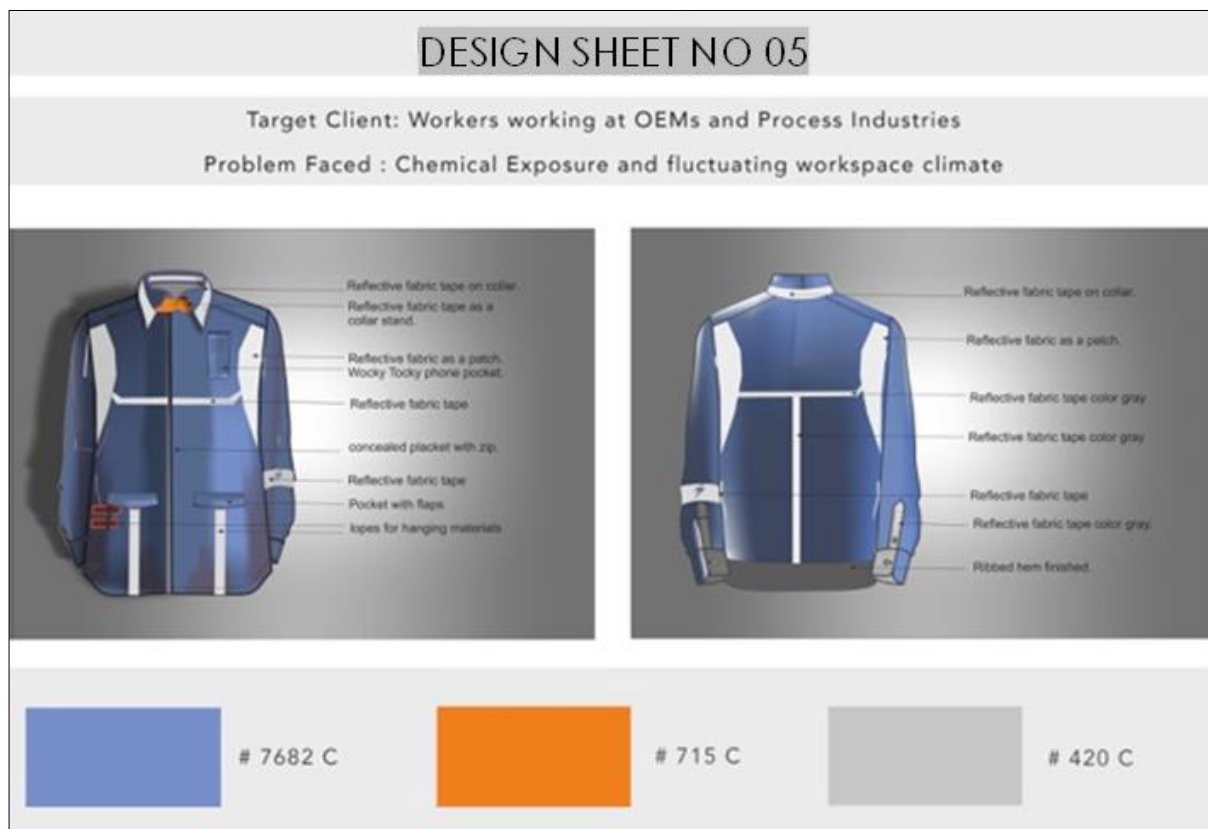 DESIGN SHEET NO 05
Target Client: Workers working at OEMs and Process Industries
Problem Faced : Chemical Exposure and fluctuating workspace climate
Reflective fabric tape on collar.
Reflective fabric tape as a
collar stand.
Reflective fabric as a patch.
Wocky Tocky phone pocket.
Reflective fabric tape
concealed placket with zip.
Reflective fabric tape
Pocket with flaps
lopes for hanging materials
Reflective fabric tape on collar.
Reflective fabric as a patch.
Reflective fabric tape color gray
Reflective fabric tape color gray
Reflective fabric tape
Reflective fabric tape color gray.
Ribbed hem finished.
# 7682 C
# 715 C
# 420 C